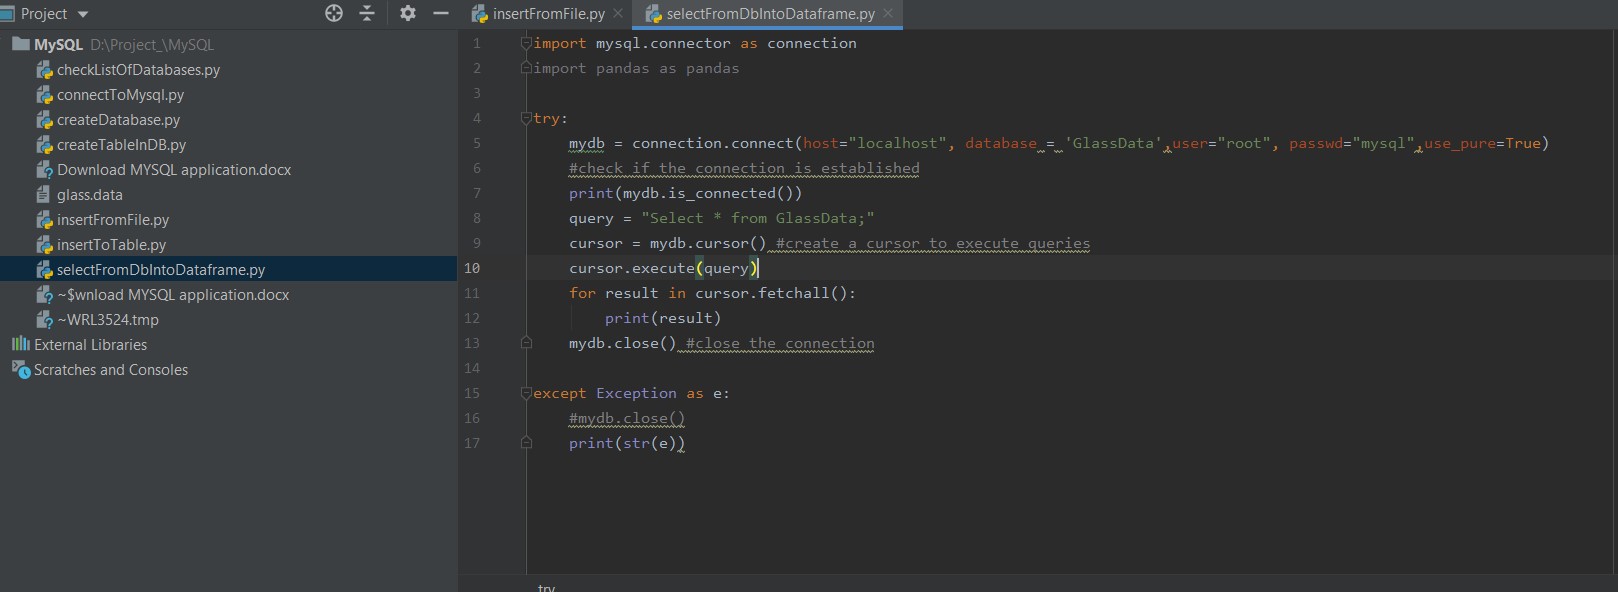 Project
MySQL D:\Project_\MySQL
checkListOfDatabases.py
connectToMysql.py
createDatabase.py
createTableInDB.py
Download MYSQL application.docx
glass.data
insertFromFile.py
insertToTable.py
selectFromDbIntoDataframe.py
~$wnload MYSQL application.docx
~WRL3524.tmp
External Libraries
Scratches and Consoles
insertFromFile.py
selectFromDbIntoDataframe.py
1 import mysql.connector as connection
2 import pandas as pandas
3
4 try:
5 mydb = connection.connect(host="localhost", database = 'GlassData',user="root", passwd="mysql",use_pure=True)
6 #check if the connection is established
7 print(mydb.is_connected())
8 query = "Select * from GlassData;"
9 cursor = mydb.cursor() #create a cursor to execute queries
10 cursor.execute(query)
11 for result in cursor.fetchall():
12 print(result)
13 mydb.close() #close the connection
14
15 except Exception as e:
16 #mydb.close()
17 print(str(e))
try